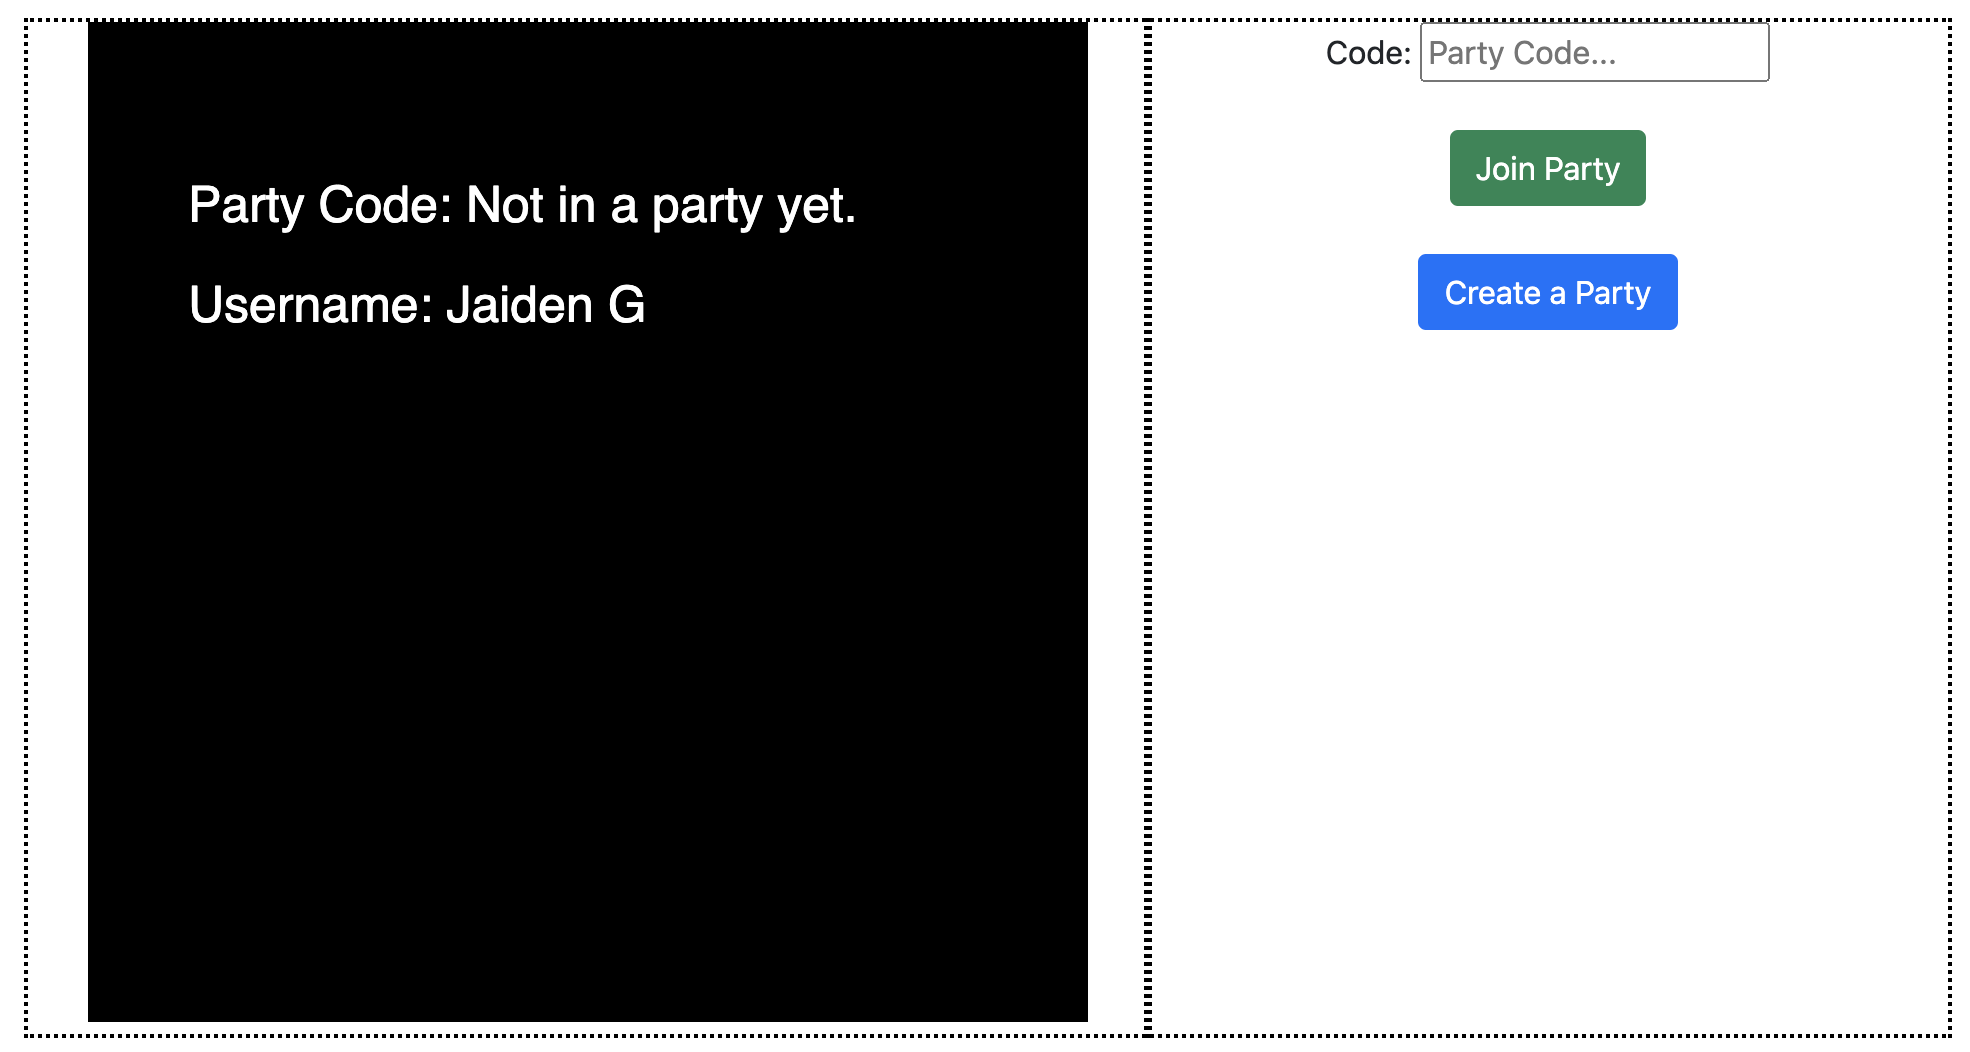 Party Code: Not in a party yet.
Username: Jaiden G
Code: Party Code...
Join Party
Create a Party